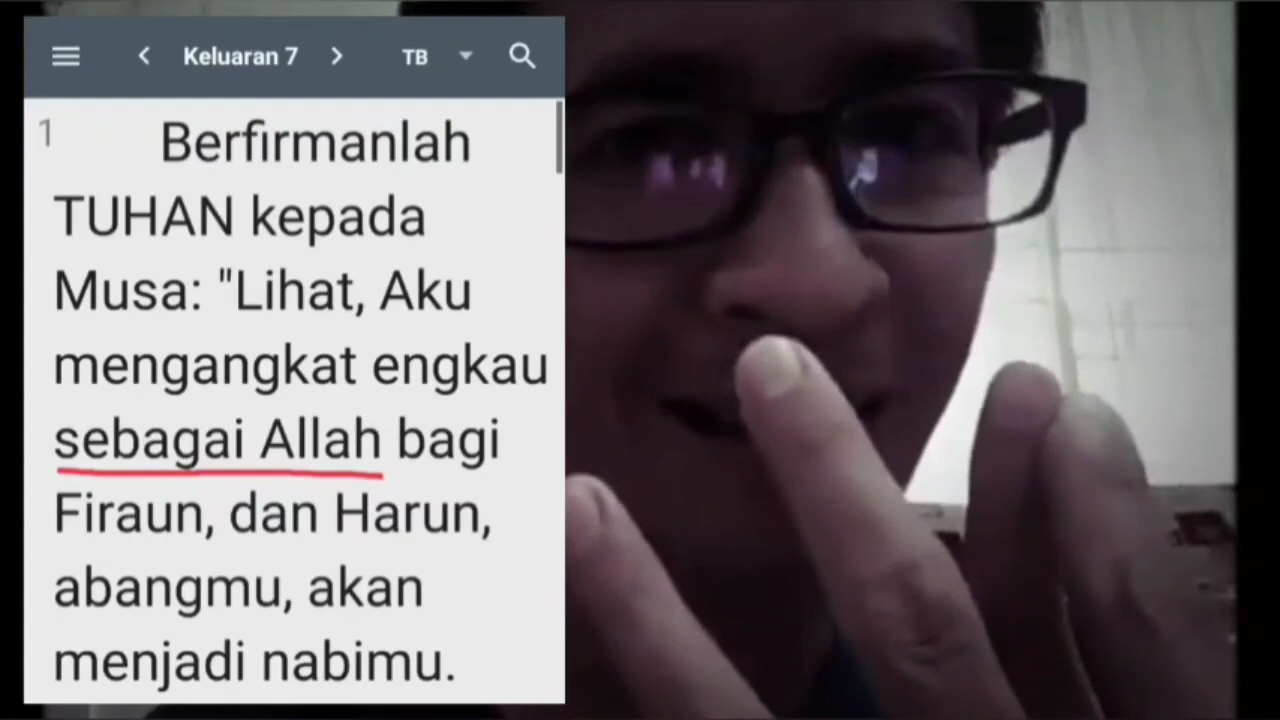 Keluaran 7 TB
1 Berfirmanlah
TUHAN kepada
Musa: "Lihat, Aku
mengangkat engkau
sebagai Allah bagi
Firaun, dan Harun,
abangmu, akan
menjadi nabimu.